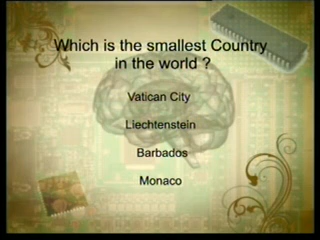 Which is the smallest Country
in the world ?
Vatican City
Liechtenstein
Barbados
Monaco